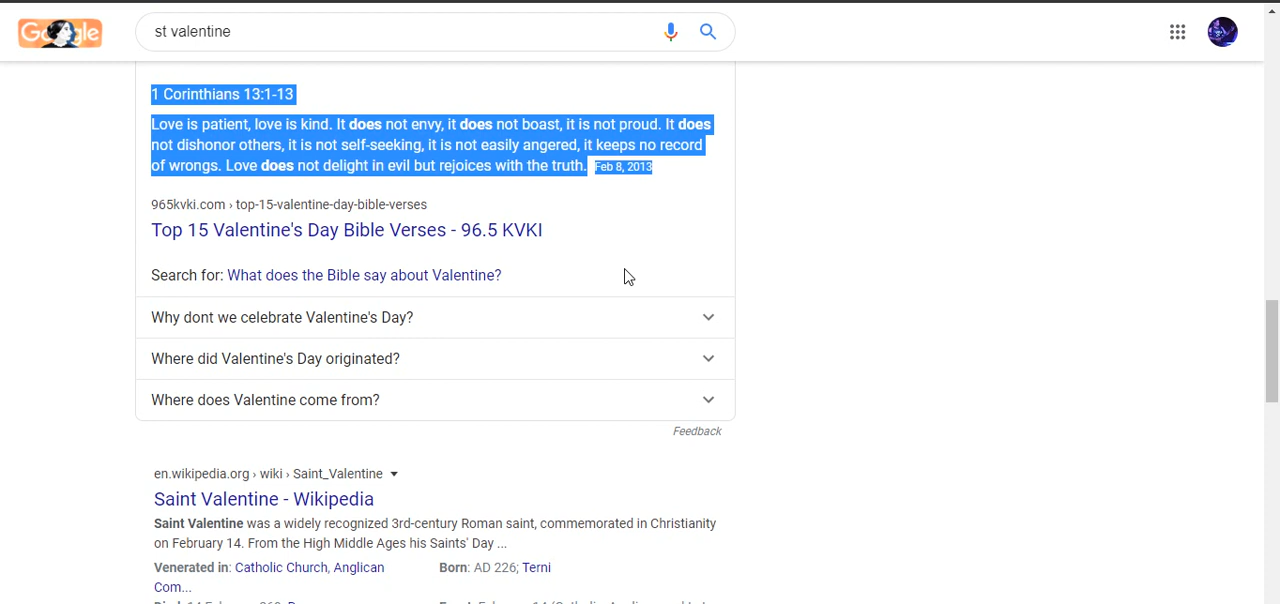 Google
st valentine
1 Corinthians 13:1-13
Love is patient, love is kind. It does not envy, it does not boast, it is not proud. It does
not dishonor others, it is not self-seeking, it is not easily angered, it keeps no record
of wrongs. Love does not delight in evil but rejoices with the truth. Feb 8, 2013
965kvki.com › top-15-valentine-day-bible-verses
Top 15 Valentine's Day Bible Verses - 96.5 KVKI
Search for: What does the Bible say about Valentine?
Why dont we celebrate Valentine's Day?
Where did Valentine's Day originated?
Where does Valentine come from?
Feedback
en.wikipedia.org › wiki › Saint_Valentine
Saint Valentine - Wikipedia
Saint Valentine was a widely recognized 3rd-century Roman saint, commemorated in Christianity
on February 14. From the High Middle Ages his Saints' Day ...
Venerated in: Catholic Church, Anglican
Com...
Born: AD 226; Terni